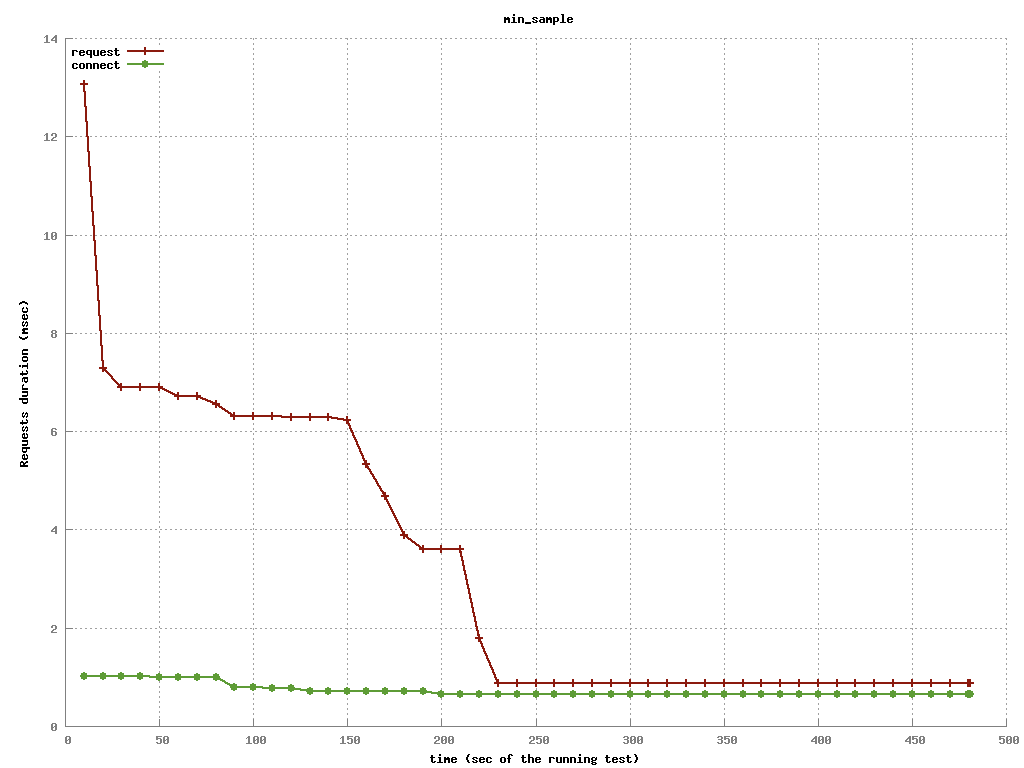 min_sample
request
connect
14
12
10
8
6
4
2
0
Requests duration (msec)
0 50 100 150 200 250 300 350 400 450 500
time (sec of the running test)